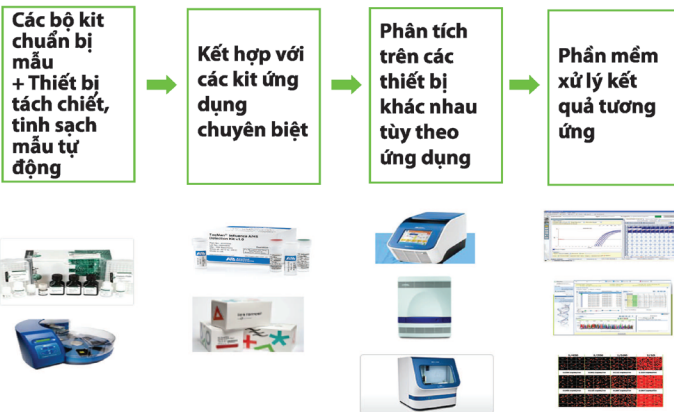 Các bộ kit
chuẩn bị
mẫu
+ Thiết bị
tách chiết,
tinh sạch
mẫu tự
động
Kết hợp với
các kit ứng
dụng
chuyên biệt
Phân tích
trên các
thiết bị
khác nhau
tùy theo
ứng dụng
Phần mềm
xử lý kết
quả tương
ứng